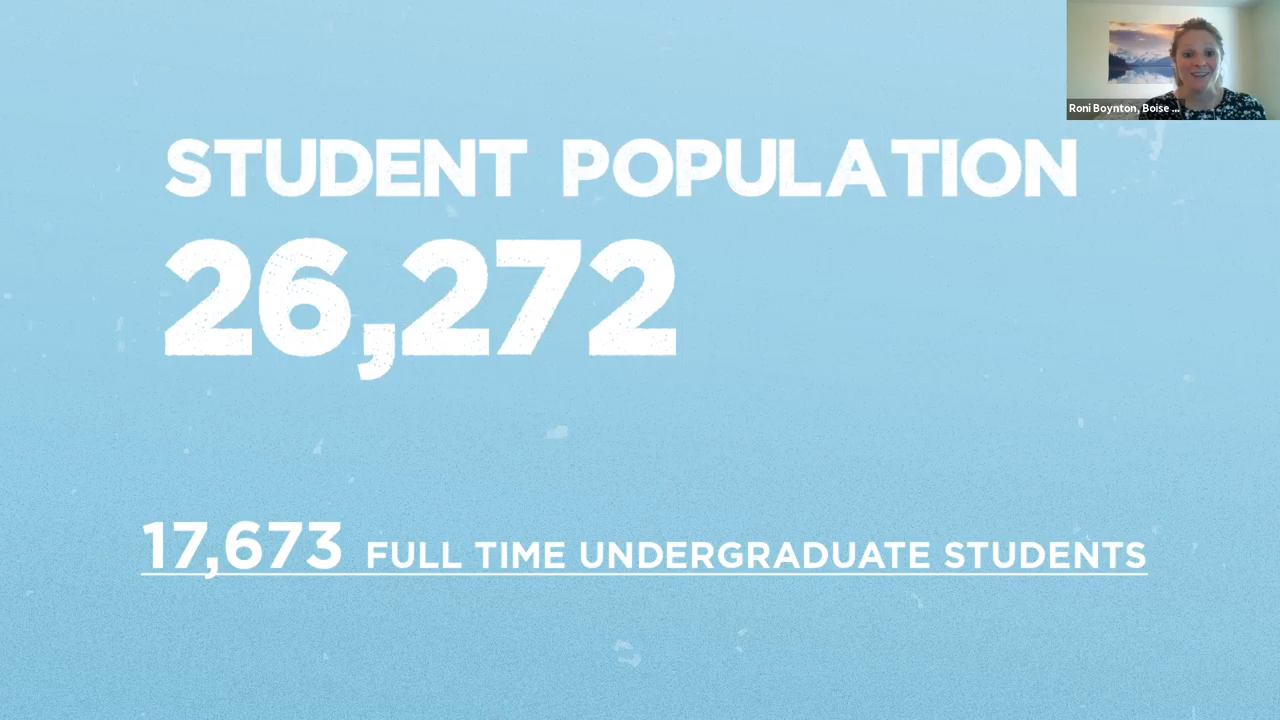 Roni Boynton, Boise ...
STUDENT POPULATION
26,272
17,673 FULL TIME UNDERGRADUATE STUDENTS